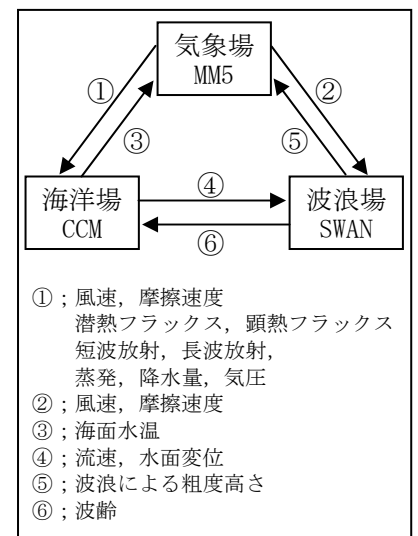 気象場
MM5
①
②
③
⑤
海洋場
CCM
④
波浪場
SWAN
⑥
①；風速，摩擦速度
潜熱フラックス，顕熱フラックス
短波放射，長波放射，
蒸発，降水量，気圧
②；風速，摩擦速度
③；海面水温
④；流速，水面変位
⑤；波浪による粗度高さ
⑥；波齢